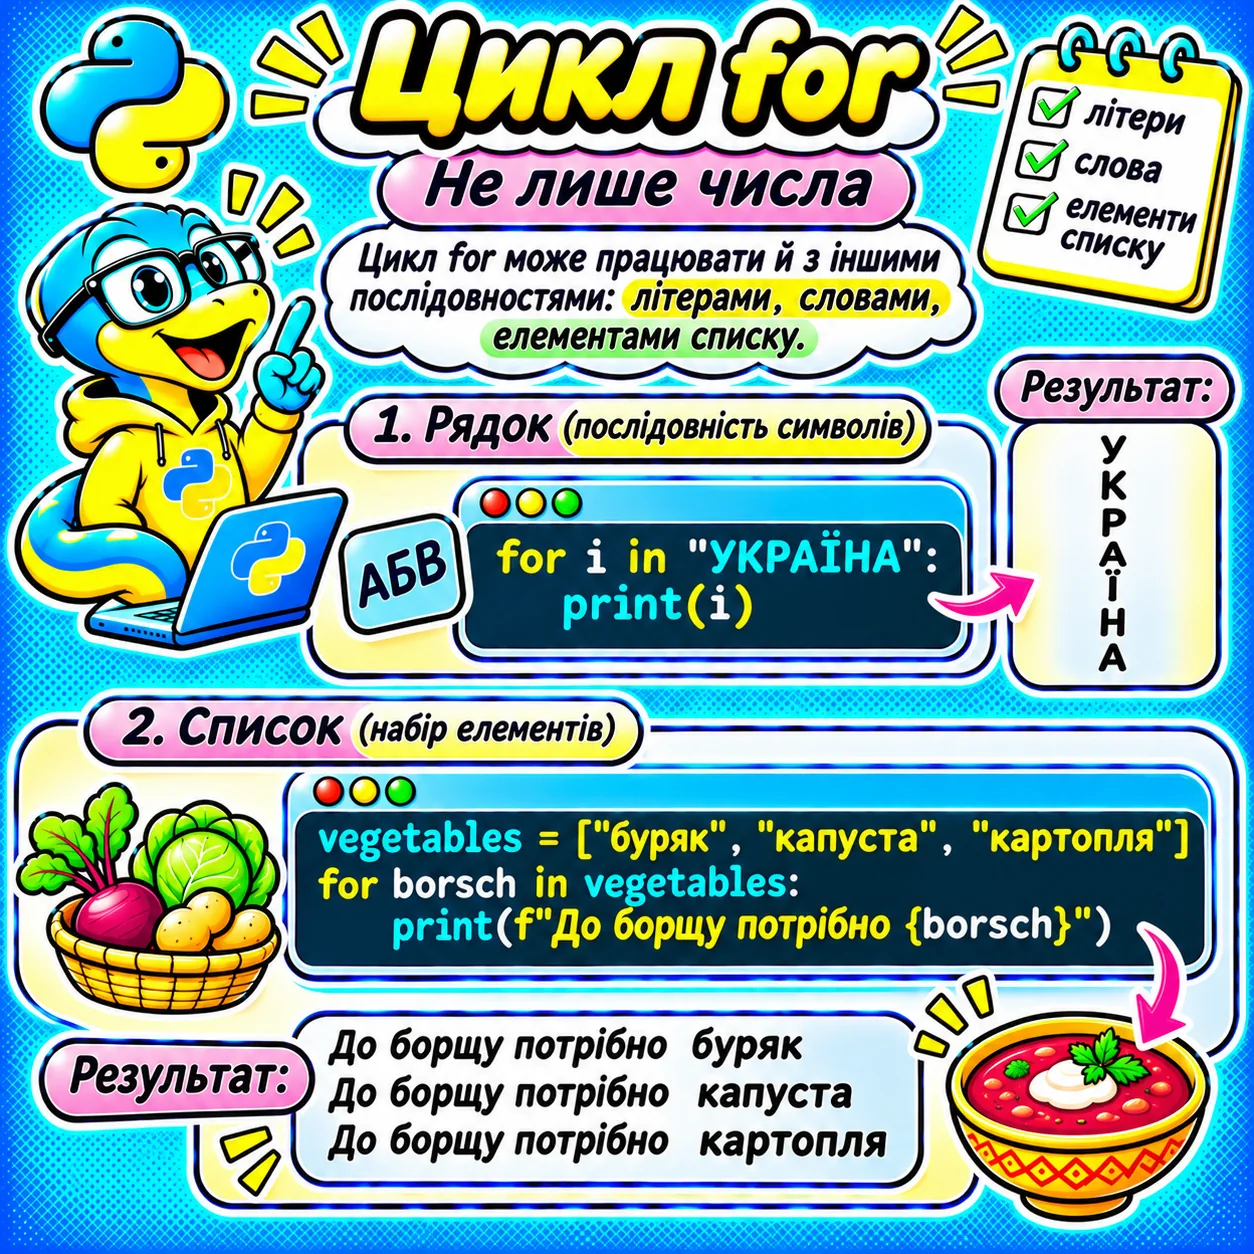 Цикл for
Не лише числа
Цикл for може працювати й з іншими
послідовностями: літерами, словами,
елементами списку.
літери
слова
елементи
списку
1. Рядок (послідовність символів)
АБВ
for i in "УКРАЇНА":
print(i)
Результат:
У
К
Р
А
Ї
Н
А
2. Список (набір елементів)
vegetables = ["буряк", "капуста", "картопля"]
for borsch in vegetables:
print(f"До борщу потрібно {borsch}")
Результат:
До борщу потрібно буряк
До борщу потрібно капуста
До борщу потрібно картопля